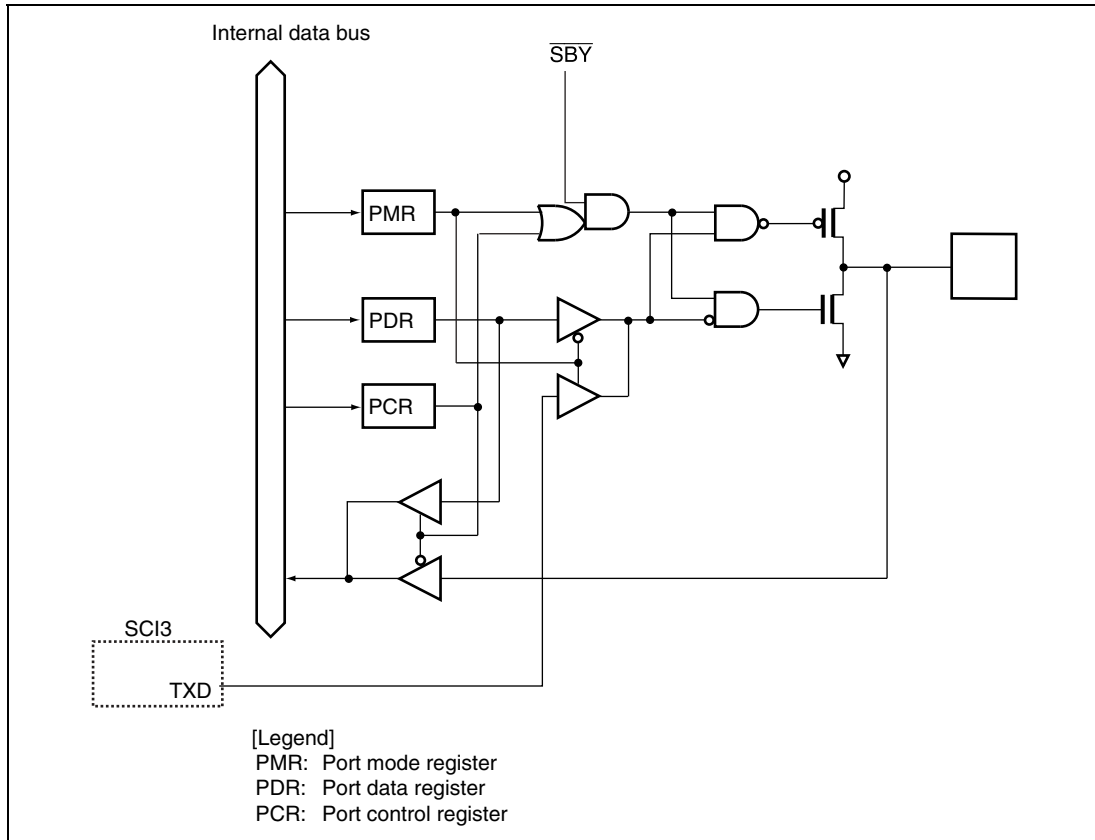 Internal data bus
SBY
PMR
PDR
PCR
SCI3
TXD
[Legend]
PMR: Port mode register
PDR: Port data register
PCR: Port control register